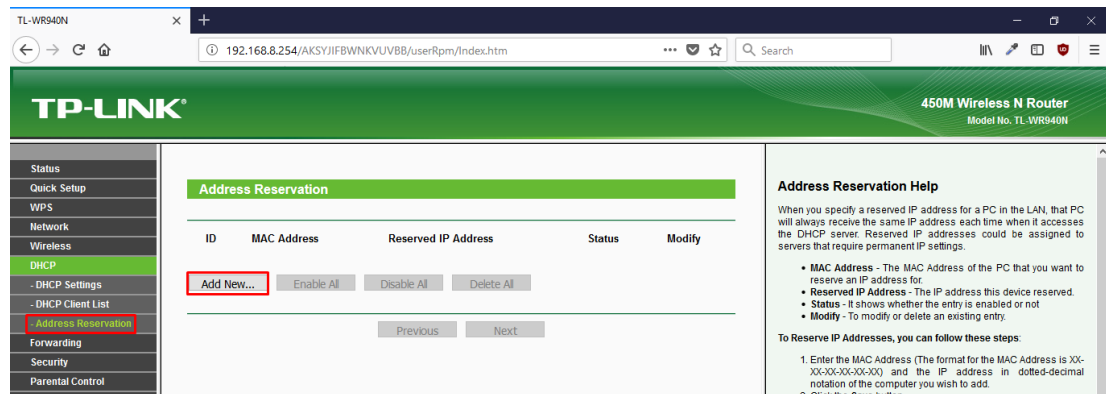 TL-WR940N
192.168.8.254/AKSYJIFBWNKVUVBB/userRpm/Index.htm
Search
TP-LINK®
450M Wireless N Router
Model No. TL-WR940N
Status
Quick Setup
WPS
Network
Wireless
DHCP
- DHCP Settings
- DHCP Client List
- Address Reservation
Forwarding
Security
Parental Control
Address Reservation
ID MAC Address Reserved IP Address Status Modify
Add New... Enable All Disable All Delete All
Previous Next
Address Reservation Help
When you specify a reserved IP address for a PC in the LAN, that PC
will always receive the same IP address each time when it accesses
the DHCP server. Reserved IP addresses could be assigned to
servers that require permanent IP settings.
• MAC Address - The MAC Address of the PC that you want to
reserve an IP address for.
• Reserved IP Address - The IP address this device reserved.
• Status - It shows whether the entry is enabled or not
• Modify - To modify or delete an existing entry.
To Reserve IP Addresses, you can follow these steps:
1. Enter the MAC Address (The format for the MAC Address is XX-
XX-XX-XX-XX-XX) and the IP address in dotted-decimal
notation of the computer you wish to add.